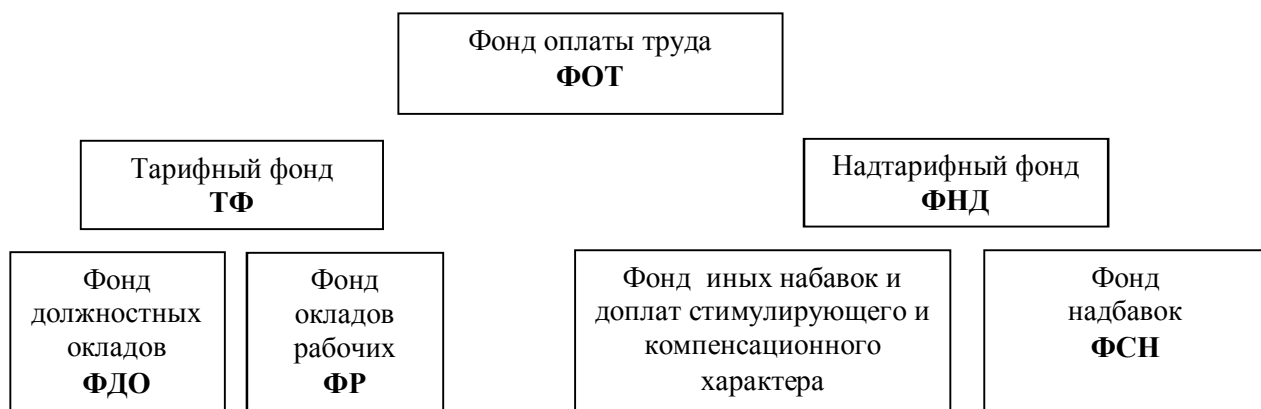 Фонд оплаты труда
ФОТ
Тарифный фонд
ТФ
Надтарифный фонд
ФНД
Фонд
должностных
окладов
ФДО
Фонд
окладов
рабочих
ФР
Фонд иных набавок и
доплат стимулирующего и
компенсационного
характера
Фонд
надбавок
ФСН